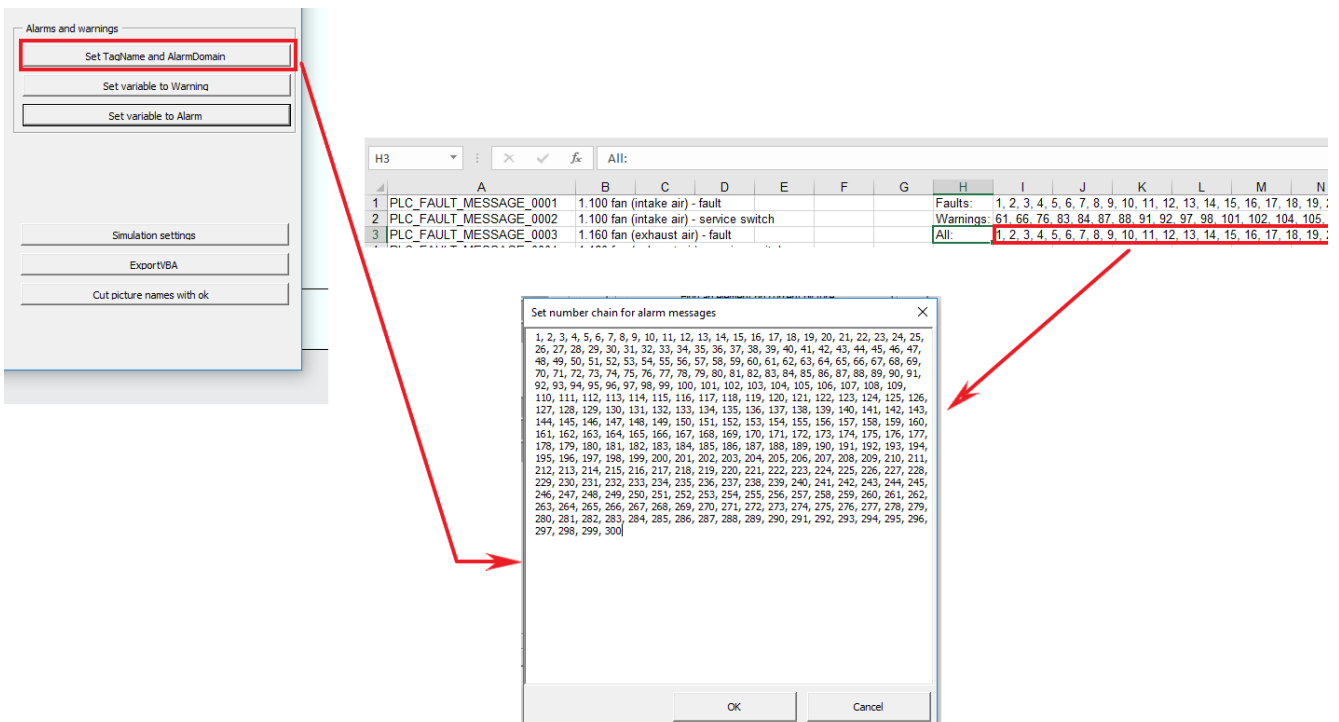 Alarms and warnings
Set TagName and AlarmDomain
Set variable to Warning
Set variable to Alarm
Simulation settings
ExportVBA
Cut picture names with ok
H3 fx All:
A B C D E F G H I J K L M N
1 PLC_FAULT_MESSAGE_0001 1.100 fan (intake air) - fault Faults: 1, 2, 3, 4, 5, 6, 7, 8, 9, 10, 11, 12, 13, 14, 15, 16, 17, 18, 19,
2 PLC_FAULT_MESSAGE_0002 1.100 fan (intake air) - service switch Warnings: 61, 66, 76, 83, 84, 87, 88, 91, 92, 97, 98, 101, 102, 104, 105,
3 PLC_FAULT_MESSAGE_0003 1.160 fan (exhaust air) - fault All: 1, 2, 3, 4, 5, 6, 7, 8, 9, 10, 11, 12, 13, 14, 15, 16, 17, 18, 19,
Set number chain for alarm messages
1, 2, 3, 4, 5, 6, 7, 8, 9, 10, 11, 12, 13, 14, 15, 16, 17, 18, 19, 20, 21, 22, 23, 24, 25,
26, 27, 28, 29, 30, 31, 32, 33, 34, 35, 36, 37, 38, 39, 40, 41, 42, 43, 44, 45, 46, 47,
48, 49, 50, 51, 52, 53, 54, 55, 56, 57, 58, 59, 60, 61, 62, 63, 64, 65, 66, 67, 68, 69,
70, 71, 72, 73, 74, 75, 76, 77, 78, 79, 80, 81, 82, 83, 84, 85, 86, 87, 88, 89, 90, 91,
92, 93, 94, 95, 96, 97, 98, 99, 100, 101, 102, 103, 104, 105, 106, 107, 108, 109,
110, 111, 112, 113, 114, 115, 116, 117, 118, 119, 120, 121, 122, 123, 124, 125, 126,
127, 128, 129, 130, 131, 132, 133, 134, 135, 136, 137, 138, 139, 140, 141, 142, 143,
144, 145, 146, 147, 148, 149, 150, 151, 152, 153, 154, 155, 156, 157, 158, 159, 160,
161, 162, 163, 164, 165, 166, 167, 168, 169, 170, 171, 172, 173, 174, 175, 176, 177,
178, 179, 180, 181, 182, 183, 184, 185, 186, 187, 188, 189, 190, 191, 192, 193, 194,
195, 196, 197, 198, 199, 200, 201, 202, 203, 204, 205, 206, 207, 208, 209, 210, 211,
212, 213, 214, 215, 216, 217, 218, 219, 220, 221, 222, 223, 224, 225, 226, 227, 228,
229, 230, 231, 232, 233, 234, 235, 236, 237, 238, 239, 240, 241, 242, 243, 244, 245,
246, 247, 248, 249, 250, 251, 252, 253, 254, 255, 256, 257, 258, 259, 260, 261, 262,
263, 264, 265, 266, 267, 268, 269, 270, 271, 272, 273, 274, 275, 276, 277, 278, 279,
280, 281, 282, 283, 284, 285, 286, 287, 288, 289, 290, 291, 292, 293, 294, 295, 296,
297, 298, 299, 300
OK Cancel